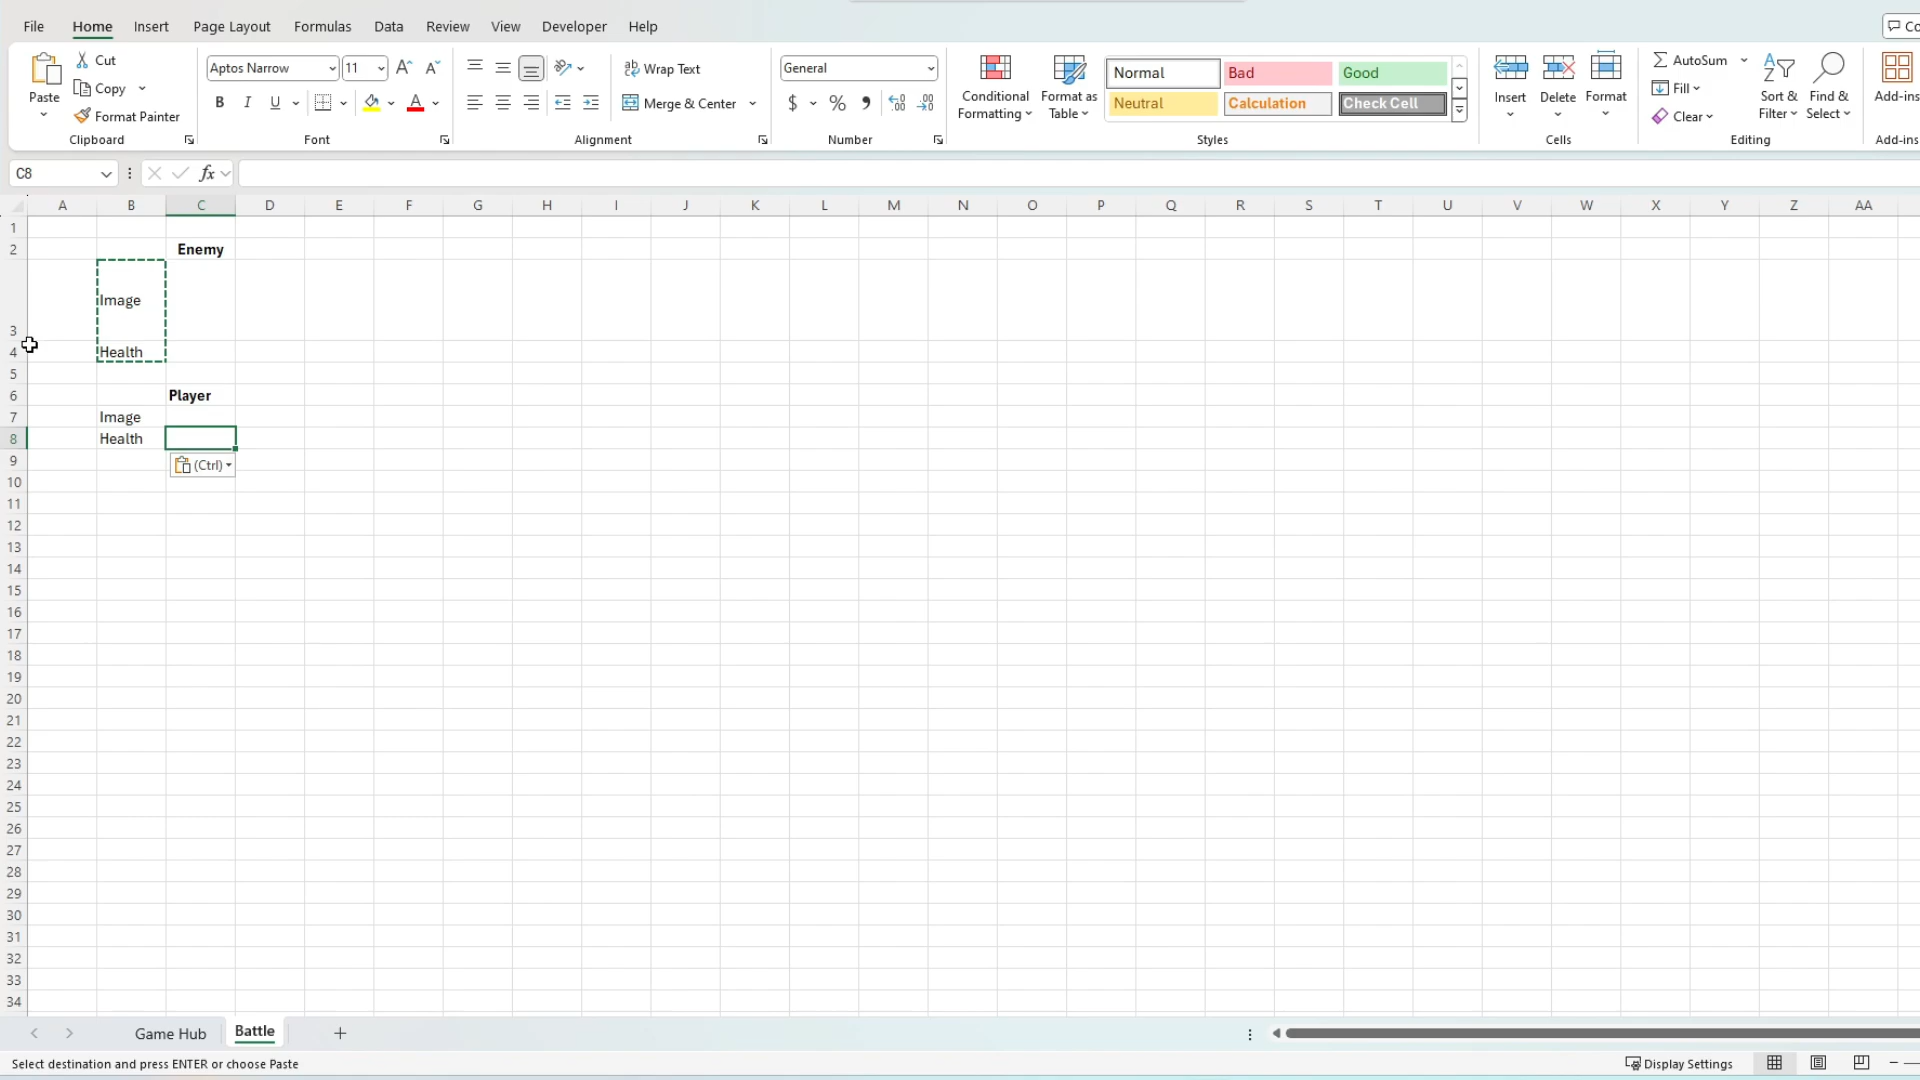 File Home Insert Page Layout Formulas Data Review View Developer Help
Paste Cut Copy Format Painter Clipboard
Aptos Narrow 11 B I U Font
Wrap Text Merge & Center Alignment
General $ % Number
Conditional Formatting Format as Table
Normal Bad Good
Neutral Calculation Check Cell
Styles
Insert Delete Format Cells
AutoSum Fill Clear Sort & Filter Find & Select Editing
Add-ins Add-ins
C8 fx
A B C D E F G H I J K L M N O P Q R S T U V W X Y Z AA
1
2 Enemy
3 Image
4 Health
5
6 Player
7 Image
8 Health
9 (Ctrl)
10
11
12
13
14
15
16
17
18
19
20
21
22
23
24
25
26
27
28
29
30
31
32
33
34
Game Hub Battle
Select destination and press ENTER or choose Paste Display Settings